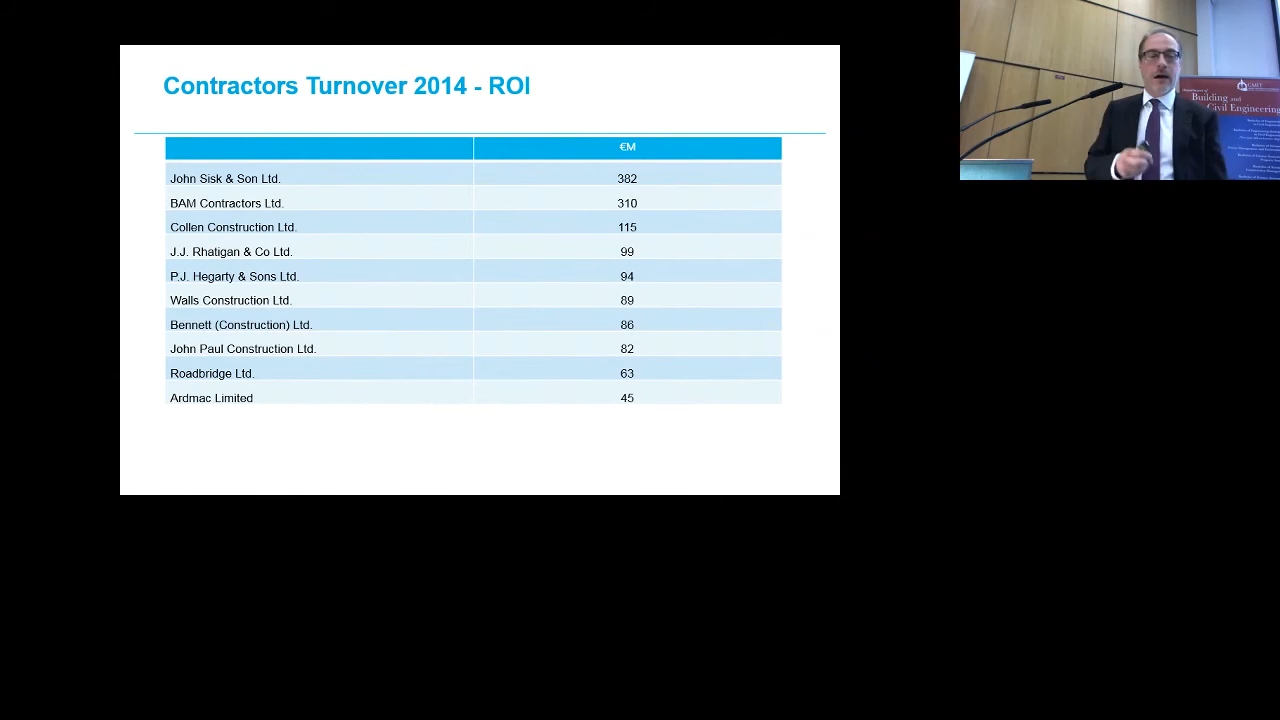 Contractors Turnover 2014 - ROI
€M
John Sisk & Son Ltd. 382
BAM Contractors Ltd. 310
Collen Construction Ltd. 115
J.J. Rhatigan & Co Ltd. 99
P.J. Hegarty & Sons Ltd. 94
Walls Construction Ltd. 89
Bennett (Construction) Ltd. 86
John Paul Construction Ltd. 82
Roadbridge Ltd. 63
Ardmac Limited 45
GMIT
Building and
Civil Engineering